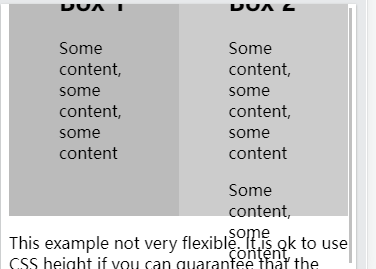 Box 1
Box 2
Some
content,
some
content,
some
content
Some
content,
some
content,
some
content
Some
content,
some
content,
This example not very flexible. It is ok to use
CSS height if you can guarantee that the